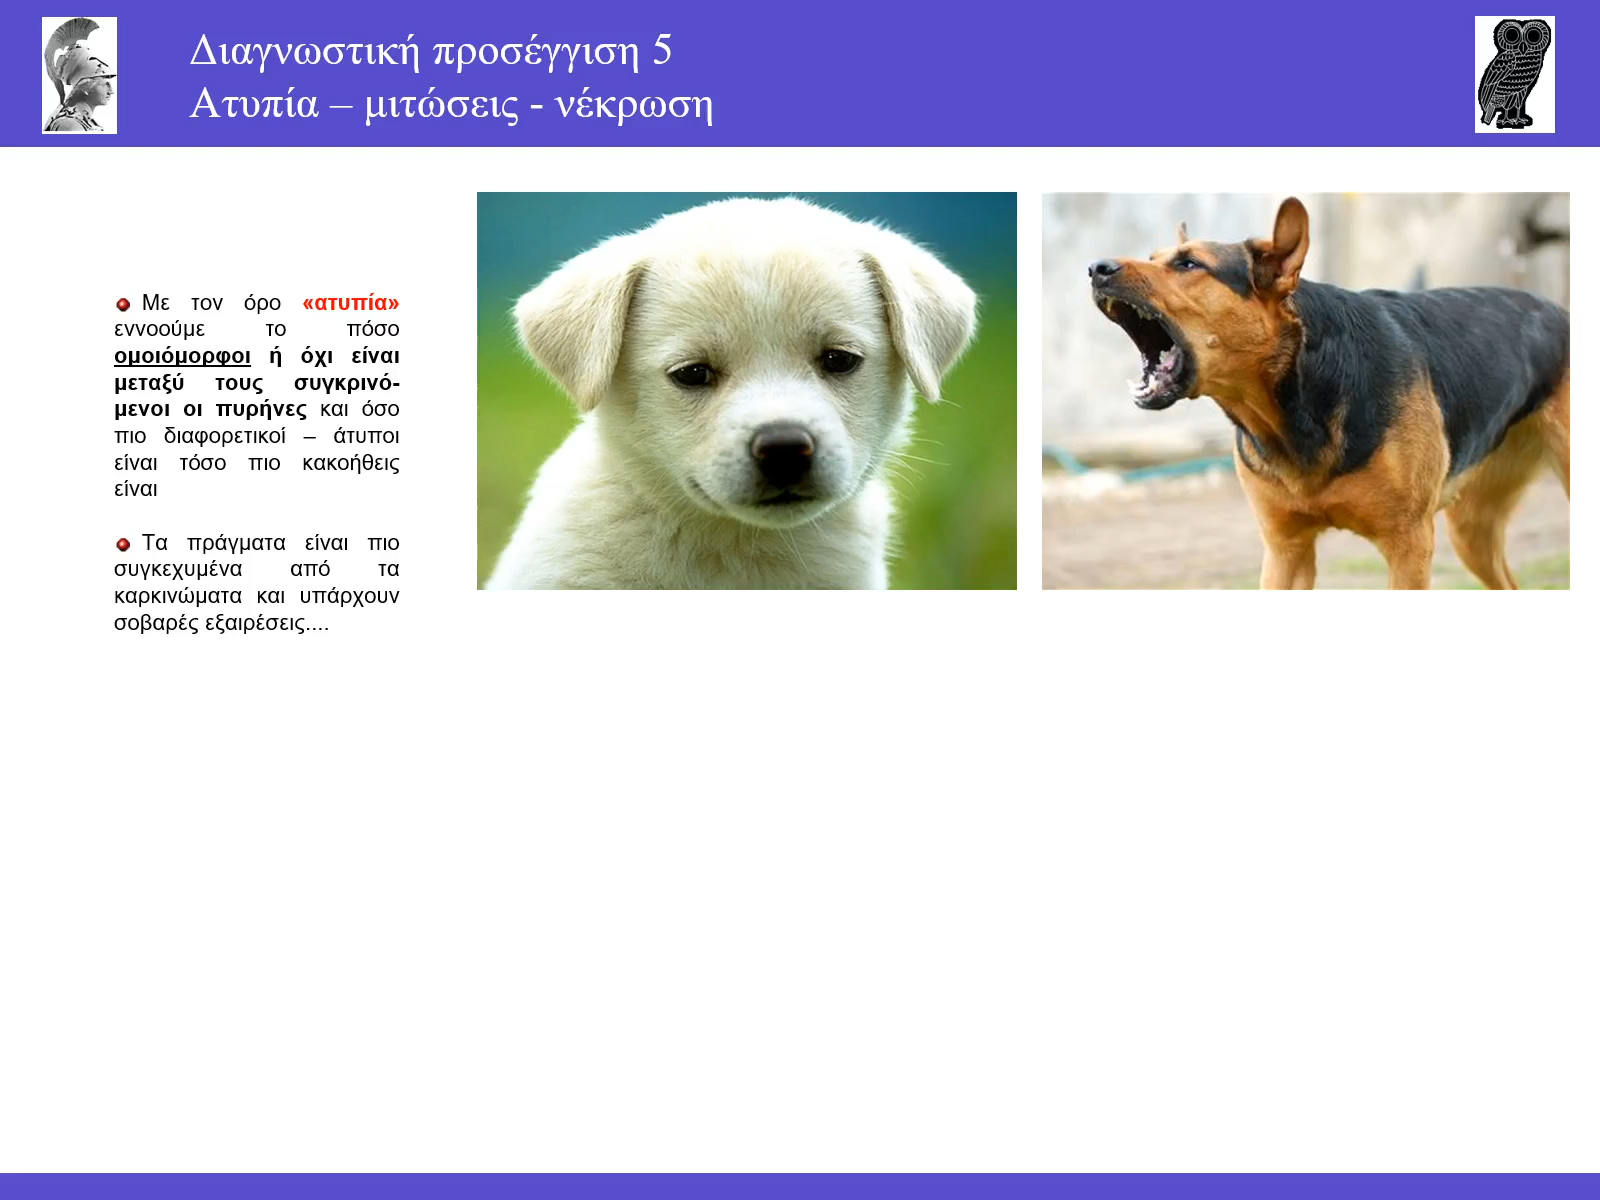 Διαγνωστική προσέγγιση 5
Ατυπία – μιτώσεις - νέκρωση
Με τον όρο «ατυπία»
εννοούμε το πόσο
ομοιόμορφοι ή όχι είναι
μεταξύ τους συγκρινό-
μενοι οι πυρήνες και όσο
πιο διαφορετικοί – άτυποι
είναι τόσο πιο κακοήθεις
είναι
Τα πράγματα είναι πιο
συγκεχυμένα από τα
καρκινώματα και υπάρχουν
σοβαρές εξαιρέσεις....